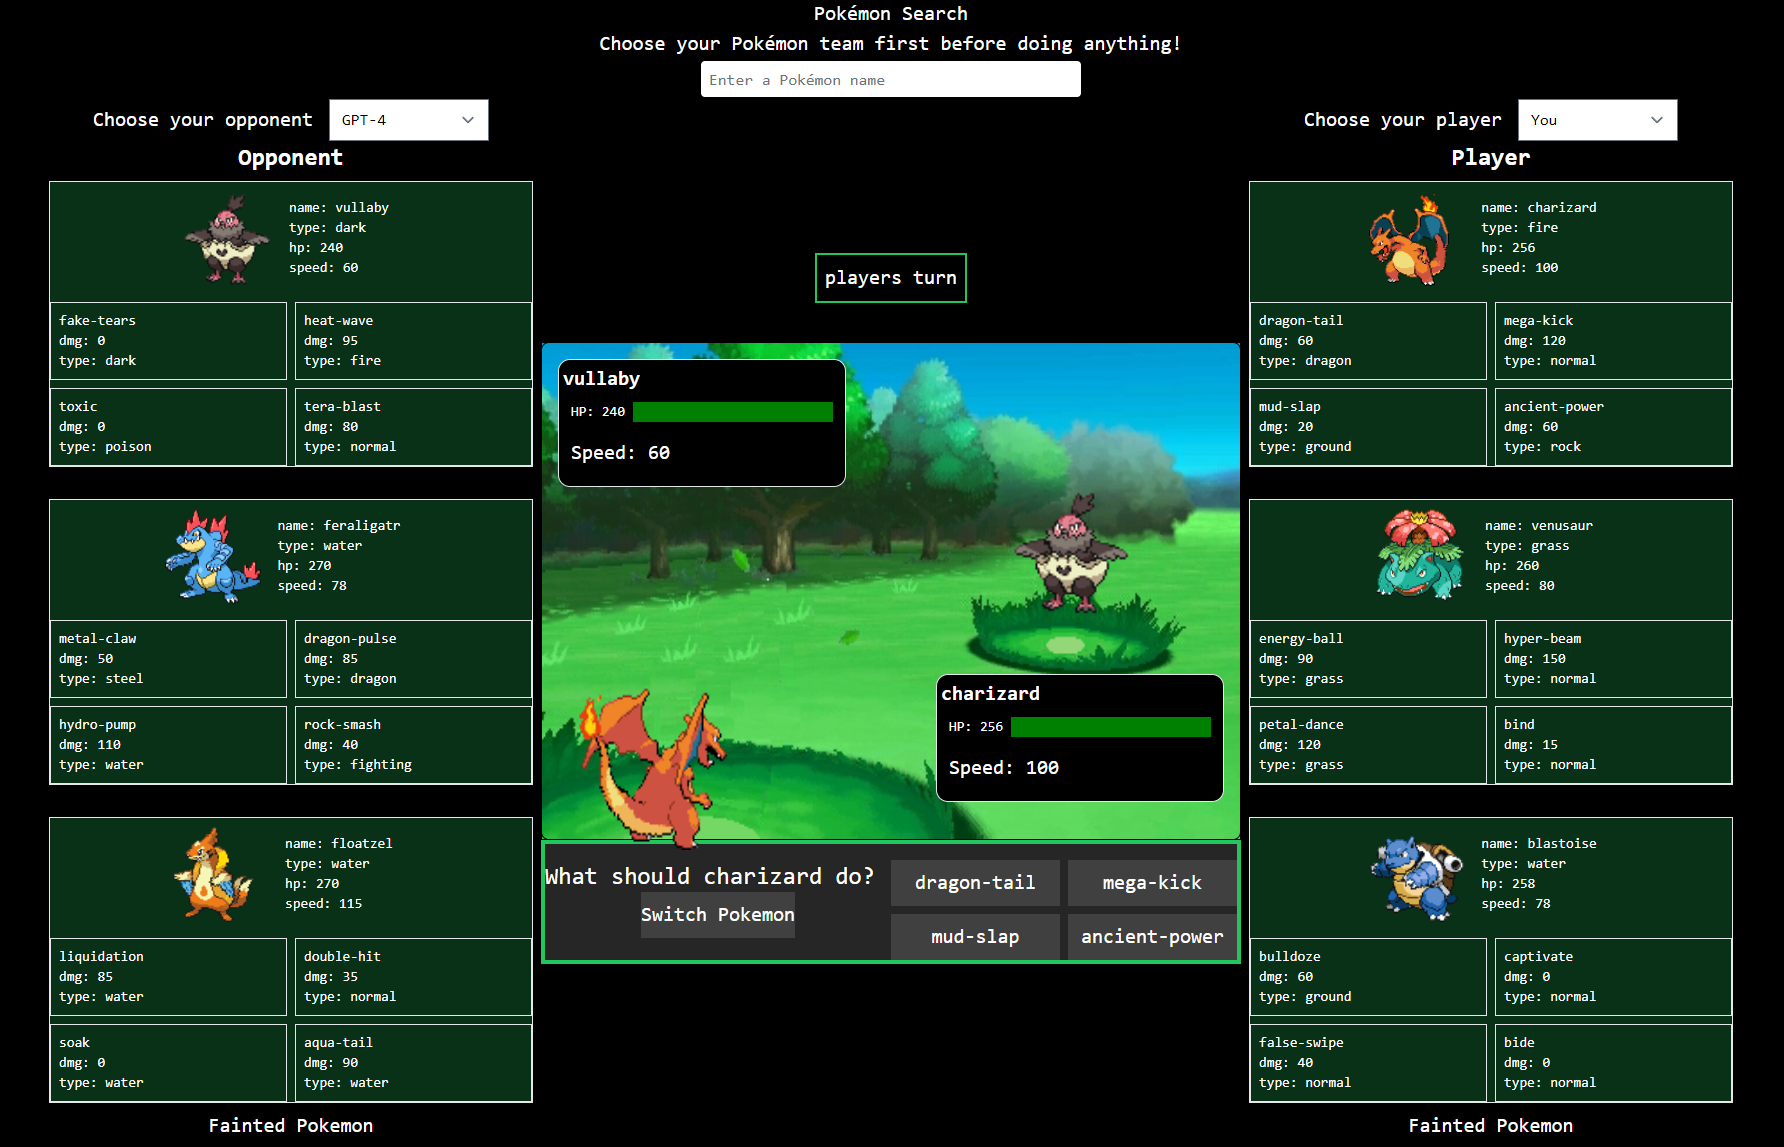 Pokémon Search
Choose your Pokémon team first before doing anything!
Enter a Pokémon name
Choose your opponent
GPT-4
Opponent
name: vullaby
type: dark
hp: 240
speed: 60
fake-tears
dmg: 0
type: dark
heat-wave
dmg: 95
type: fire
toxic
dmg: 0
type: poison
tera-blast
dmg: 80
type: normal
name: feraligatr
type: water
hp: 270
speed: 78
metal-claw
dmg: 50
type: steel
dragon-pulse
dmg: 85
type: dragon
hydro-pump
dmg: 110
type: water
rock-smash
dmg: 40
type: fighting
name: floatzel
type: water
hp: 270
speed: 115
liquidation
dmg: 85
type: water
double-hit
dmg: 35
type: normal
soak
dmg: 0
type: water
aqua-tail
dmg: 90
type: water
Fainted Pokemon
players turn
vullaby
HP: 240
Speed: 60
charizard
HP: 256
Speed: 100
What should charizard do?
Switch Pokemon
dragon-tail
mega-kick
mud-slap
ancient-power
Choose your player
You
Player
name: charizard
type: fire
hp: 256
speed: 100
dragon-tail
dmg: 60
type: dragon
mega-kick
dmg: 120
type: normal
mud-slap
dmg: 20
type: ground
ancient-power
dmg: 60
type: rock
name: venusaur
type: grass
hp: 260
speed: 80
energy-ball
dmg: 90
type: grass
hyper-beam
dmg: 150
type: normal
petal-dance
dmg: 120
type: grass
bind
dmg: 15
type: normal
name: blastoise
type: water
hp: 258
speed: 78
bulldoze
dmg: 60
type: ground
captivate
dmg: 0
type: normal
false-swipe
dmg: 40
type: normal
bide
dmg: 0
type: normal
Fainted Pokemon